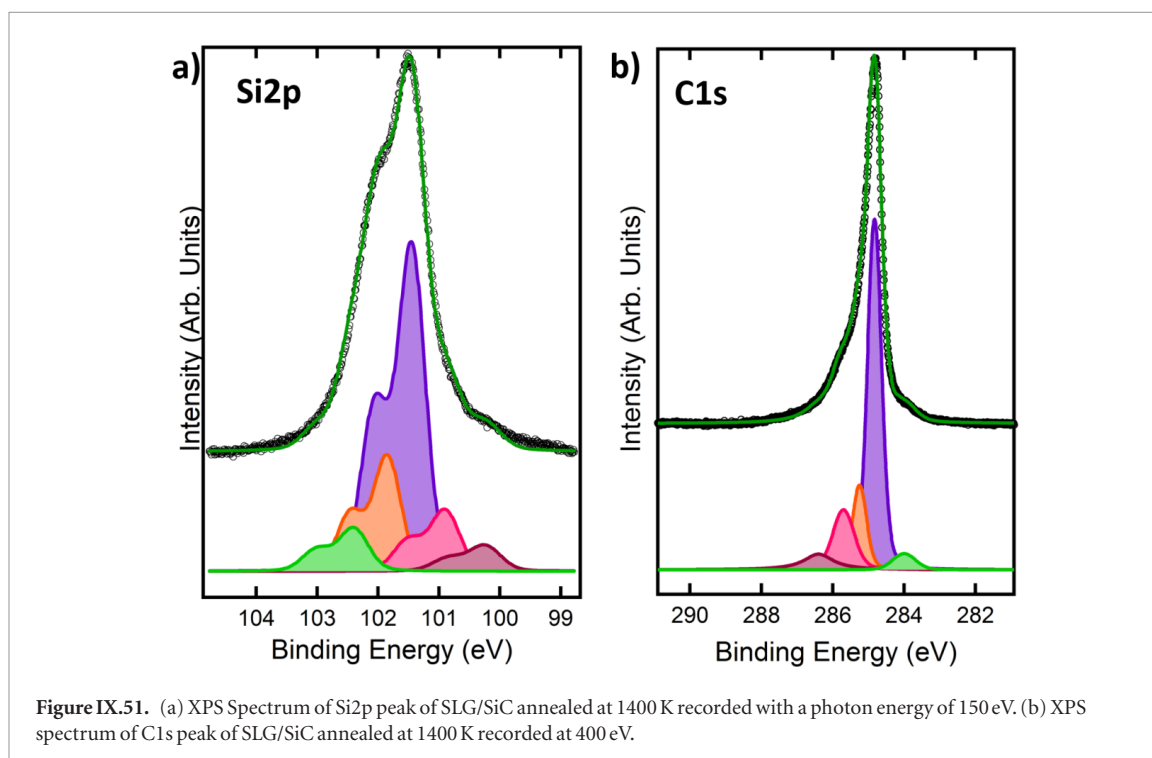 a)
Si2p
Intensity (Arb. Units)
104 103 102 101 100 99
Binding Energy (eV)
b)
C1s
Intensity (Arb. Units)
290 288 286 284 282
Binding Energy (eV)
Figure IX.51. (a) XPS Spectrum of Si2p peak of SLG/SiC annealed at 1400 K recorded with a photon energy of 150 eV. (b) XPS
spectrum of C1s peak of SLG/SiC annealed at 1400 K recorded at 400 eV.